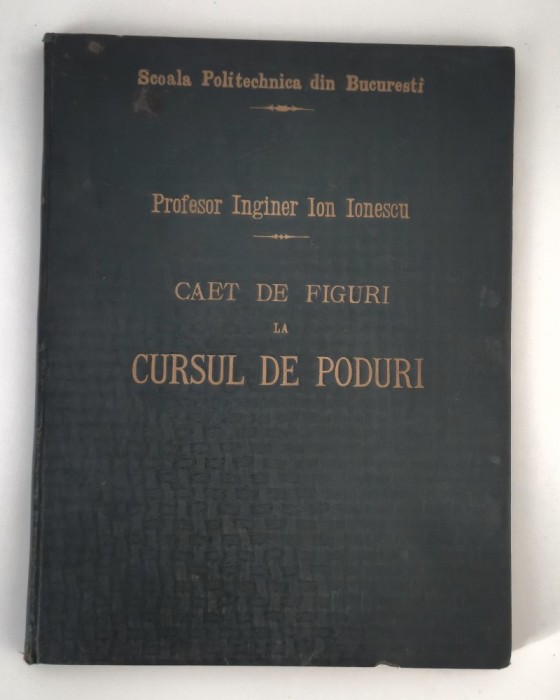 Scoala Politechnica din Bucuresti
Profesor Inginer Ion Ionescu
CAET DE FIGURI
LA
CURSUL DE PODURI